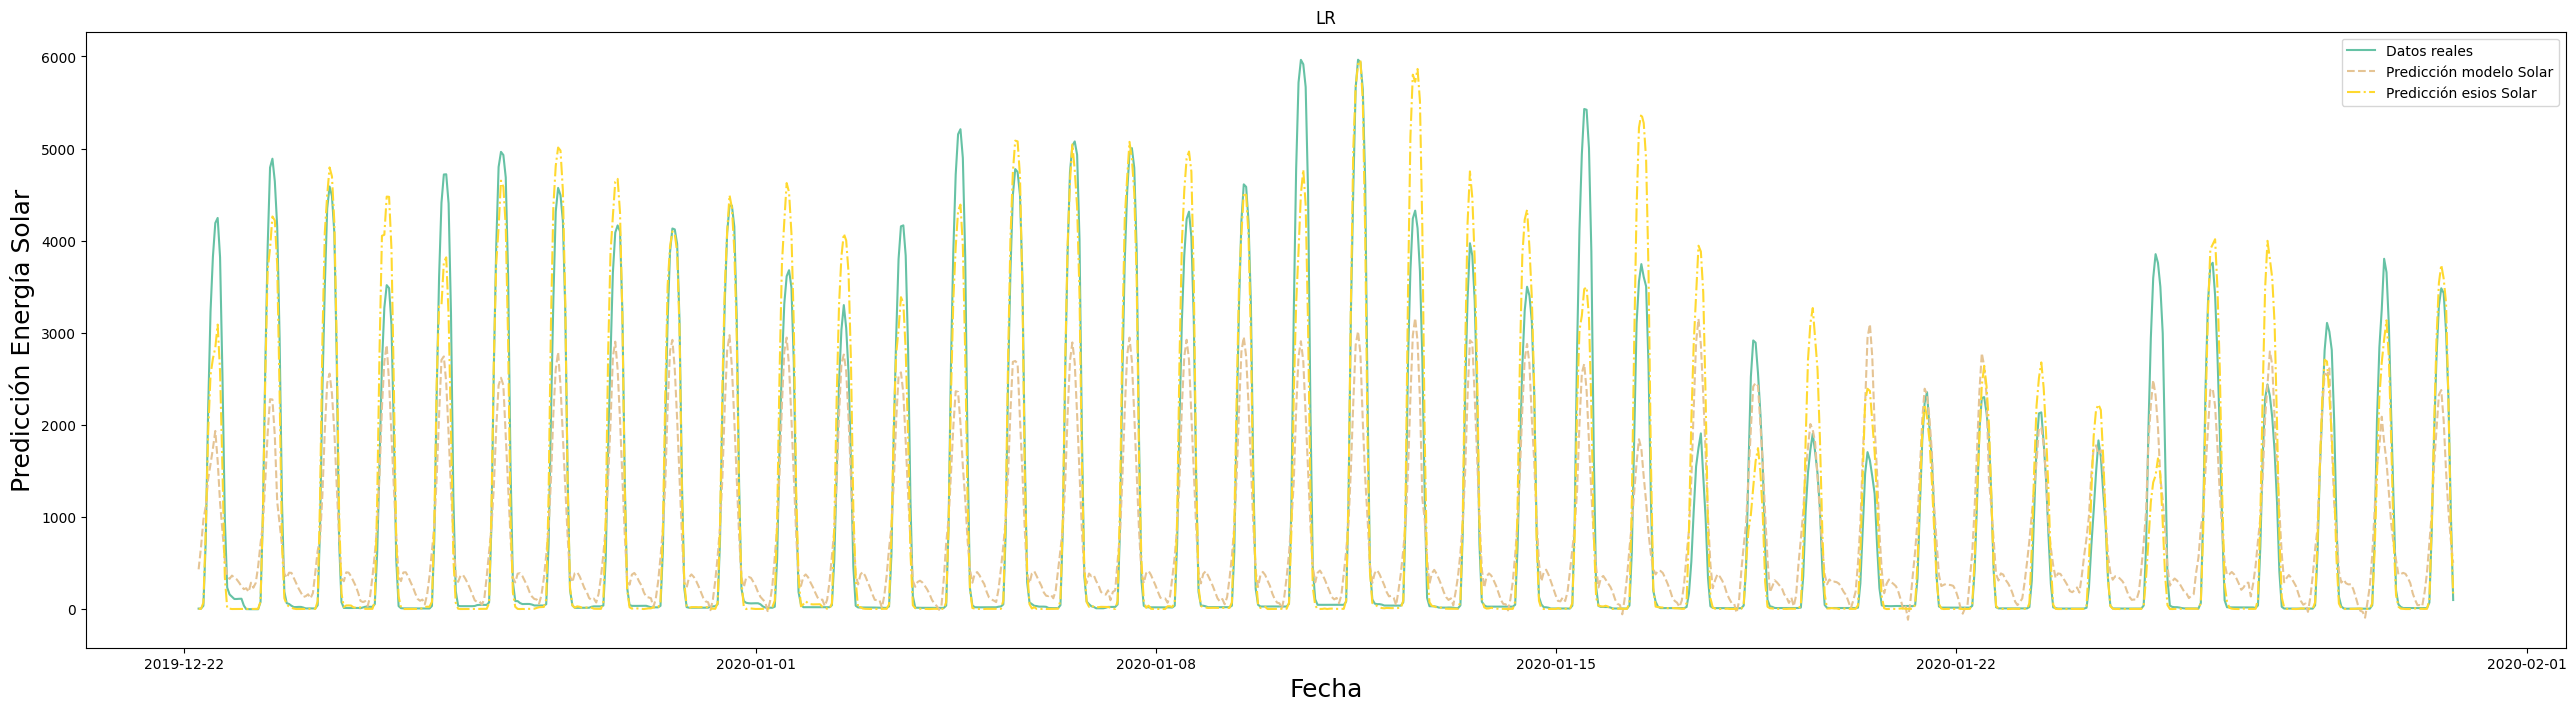 LR
Predicción Energía Solar
6000
5000
4000
3000
2000
1000
0
Datos reales
Predicción modelo Solar
Predicción esios Solar
2019-12-22
2020-01-01
2020-01-08
2020-01-15
2020-01-22
2020-02-01
Fecha